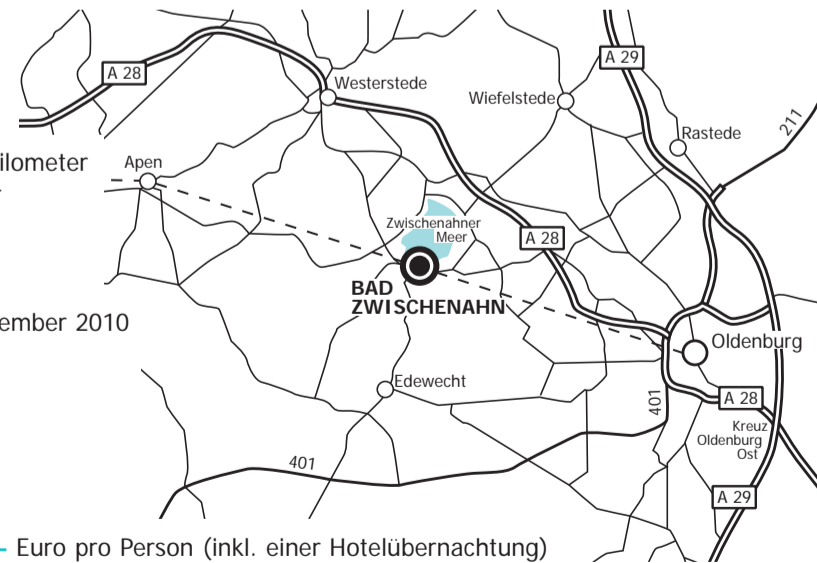 A 28
A 29
Westerstede
Wiefelstede
211
Rastede
Apen
Zwischenahner
Meer
A 28
BAD
ZWISCHENAHN
ember 2010
Oldenburg
Edewecht
401
A 28
Kreuz
Oldenburg
Ost
401
A 29
Euro pro Person (inkl. einer Hotelübernachtung)